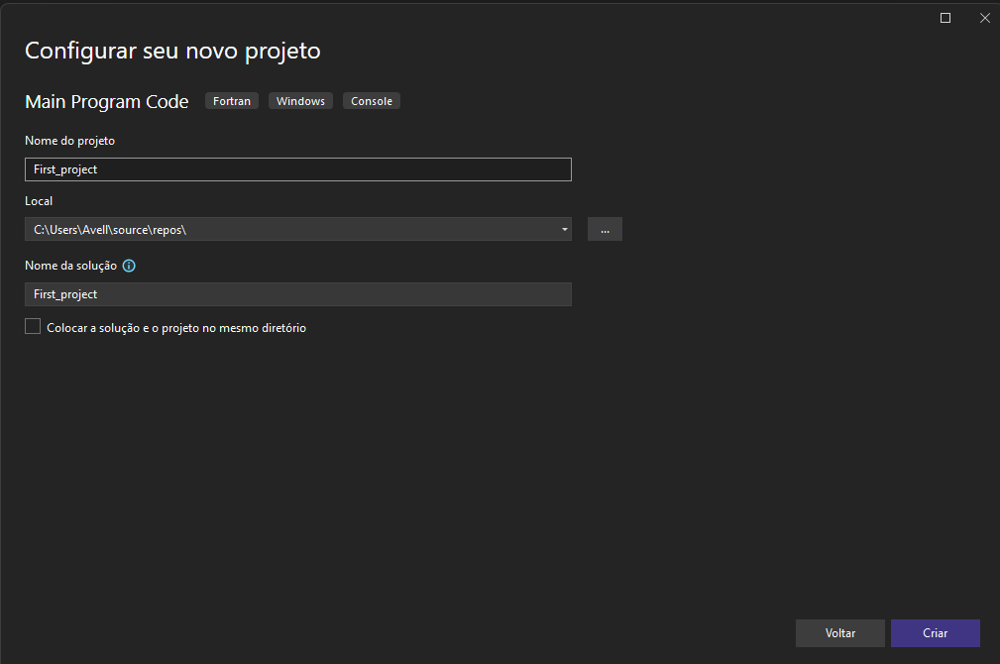 Configurar seu novo projeto
Main Program Code Fortran Windows Console
Nome do projeto
First_project
Local
C:\Users\Avell\source\repos\ ...
Nome da solução
First_project
Colocar a solução e o projeto no mesmo diretório
Voltar Criar